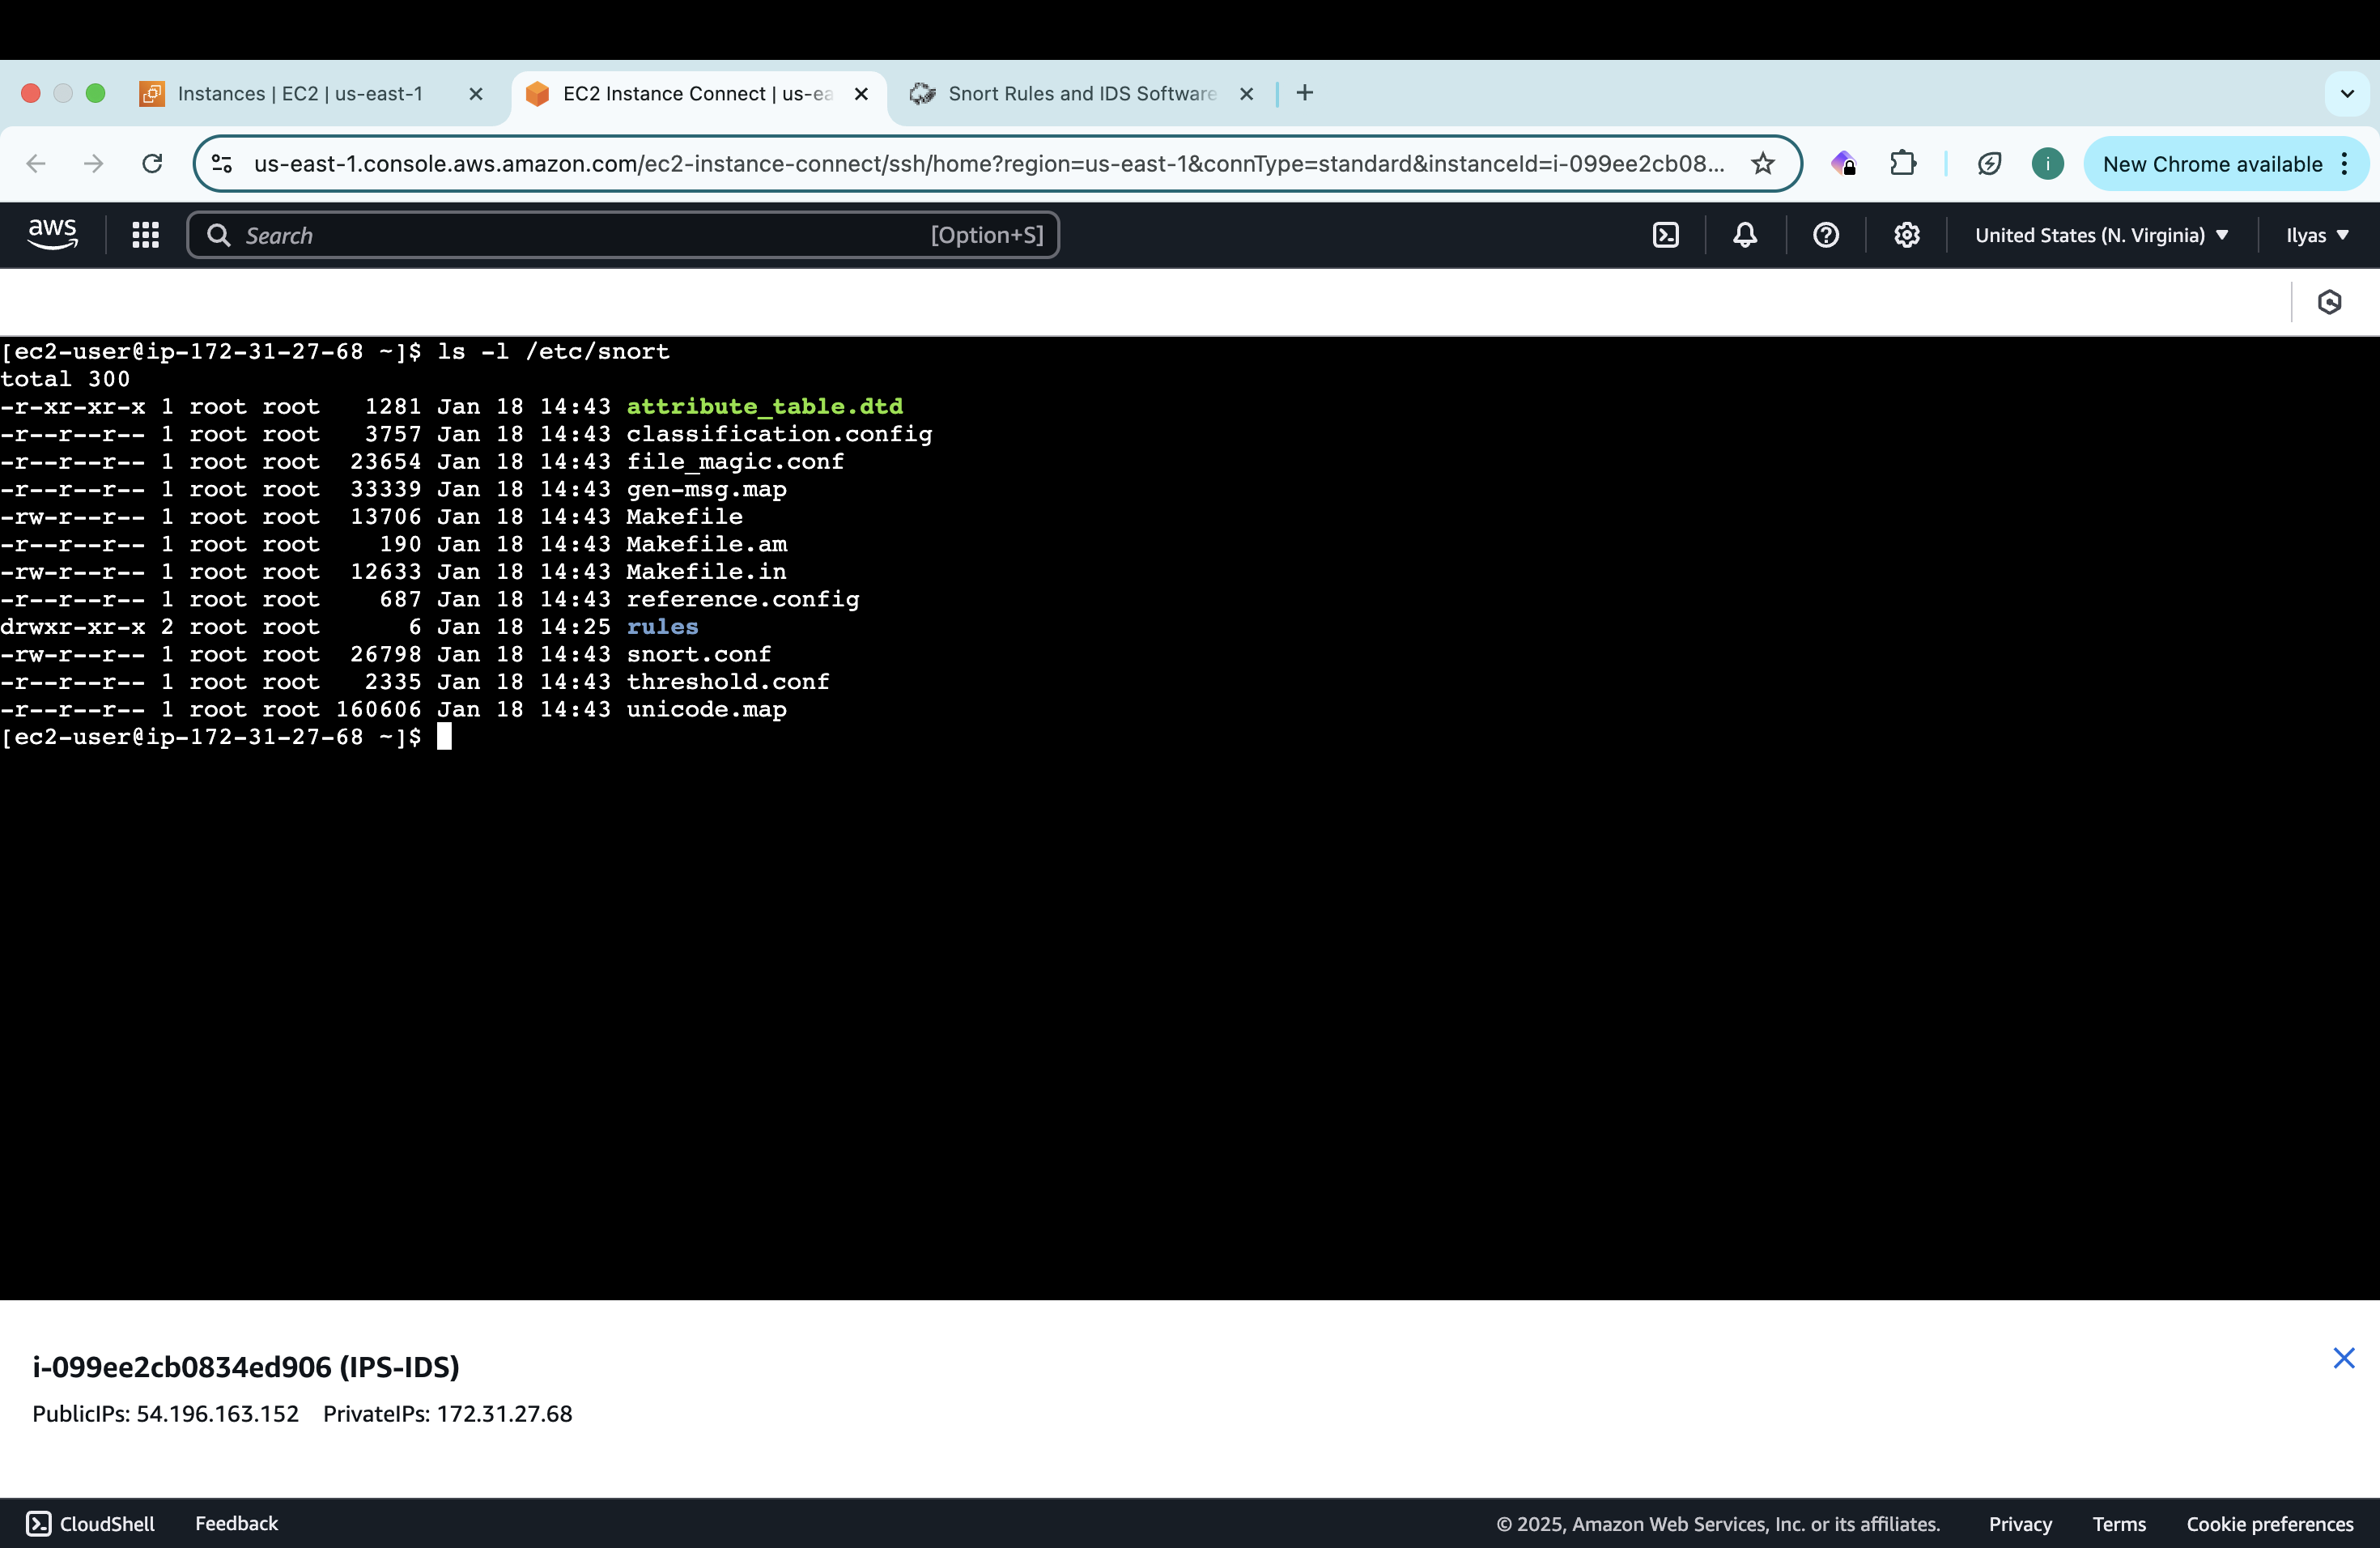 Instances | EC2 | us-east-1
EC2 Instance Connect | us-ea
Snort Rules and IDS Software
us-east-1.console.aws.amazon.com/ec2-instance-connect/ssh/home?region=us-east-1&connType=standard&instanceId=i-099ee2cb08...
i
New Chrome available
aws
Search
[Option+S]
United States (N. Virginia)
Ilyas
[ec2-user@ip-172-31-27-68 ~]$ ls -l /etc/snort
total 300
-r-xr-xr-x 1 root root   1281 Jan 18 14:43 attribute_table.dtd
-r--r--r-- 1 root root   3757 Jan 18 14:43 classification.config
-r--r--r-- 1 root root  23654 Jan 18 14:43 file_magic.conf
-r--r--r-- 1 root root  33339 Jan 18 14:43 gen-msg.map
-rw-r--r-- 1 root root  13706 Jan 18 14:43 Makefile
-r--r--r-- 1 root root    190 Jan 18 14:43 Makefile.am
-rw-r--r-- 1 root root  12633 Jan 18 14:43 Makefile.in
-r--r--r-- 1 root root    687 Jan 18 14:43 reference.config
drwxr-xr-x 2 root root      6 Jan 18 14:25 rules
-rw-r--r-- 1 root root  26798 Jan 18 14:43 snort.conf
-r--r--r-- 1 root root   2335 Jan 18 14:43 threshold.conf
-r--r--r-- 1 root root 160606 Jan 18 14:43 unicode.map
[ec2-user@ip-172-31-27-68 ~]$
i-099ee2cb0834ed906 (IPS-IDS)
PublicIPs: 54.196.163.152    PrivateIPs: 172.31.27.68
CloudShell
Feedback
© 2025, Amazon Web Services, Inc. or its affiliates.
Privacy
Terms
Cookie preferences